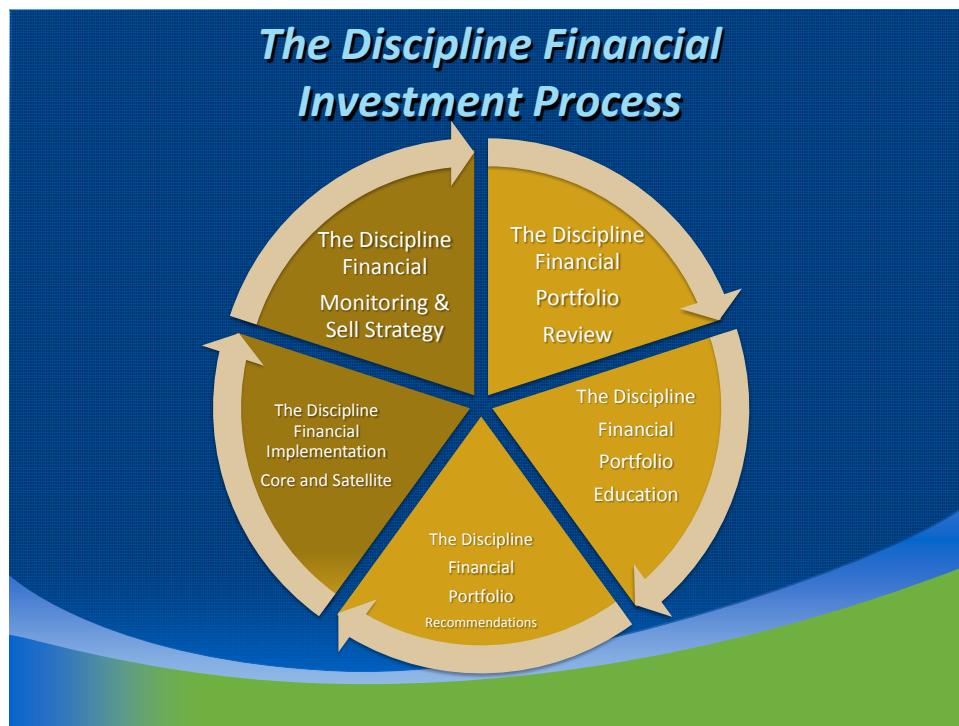 The Discipline Financial
Investment Process
The Discipline
Financial
Portfolio
Review
The Discipline
Financial
Portfolio
Education
The Discipline
Financial
Portfolio
Recommendations
The Discipline
Financial
Implementation
Core and Satellite
The Discipline
Financial
Monitoring &
Sell Strategy